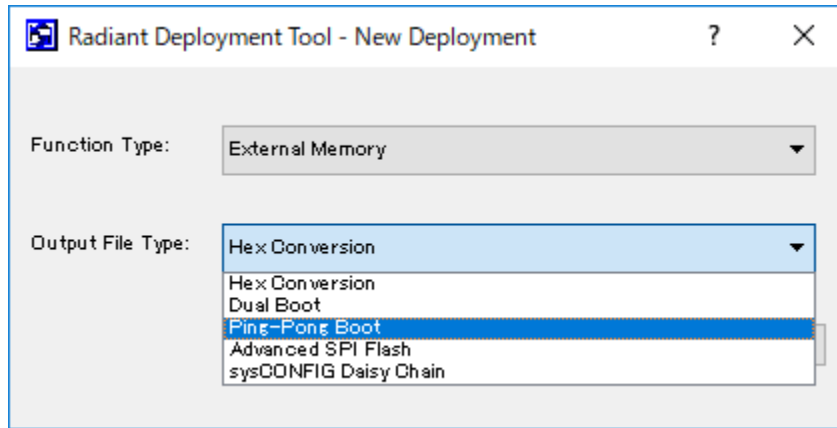 Radiant Deployment Tool - New Deployment ? ×
Function Type: External Memory
Output File Type: Hex Conversion
Hex Conversion
Dual Boot
Ping-Pong Boot
Advanced SPI Flash
sysCONFIG Daisy Chain